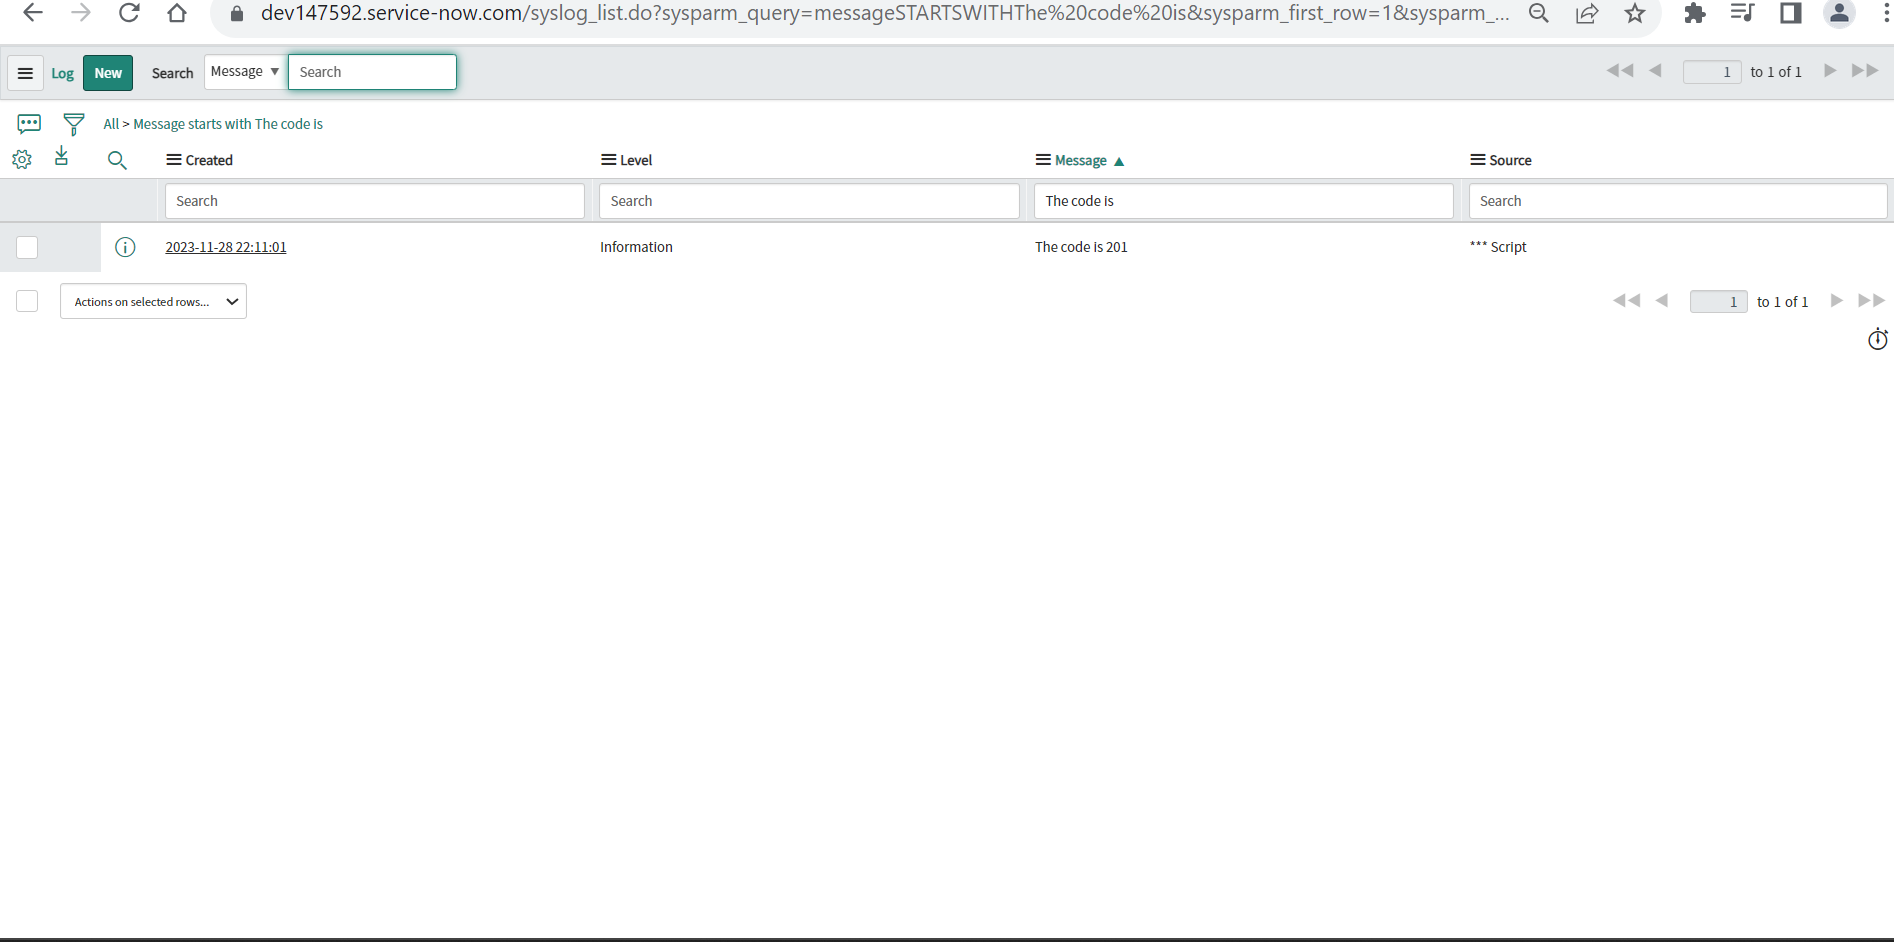 dev147592.service-now.com/syslog_list.do?sysparm_query=messageSTARTSWITHThe%20code%20is&sysparm_first_row=1&sysparm_...
Log New Search Message Search 1 to 1 of 1
All > Message starts with The code is
Created Level Message Source
Search Search The code is Search
2023-11-28 22:11:01 Information The code is 201 *** Script
Actions on selected rows... 1 to 1 of 1